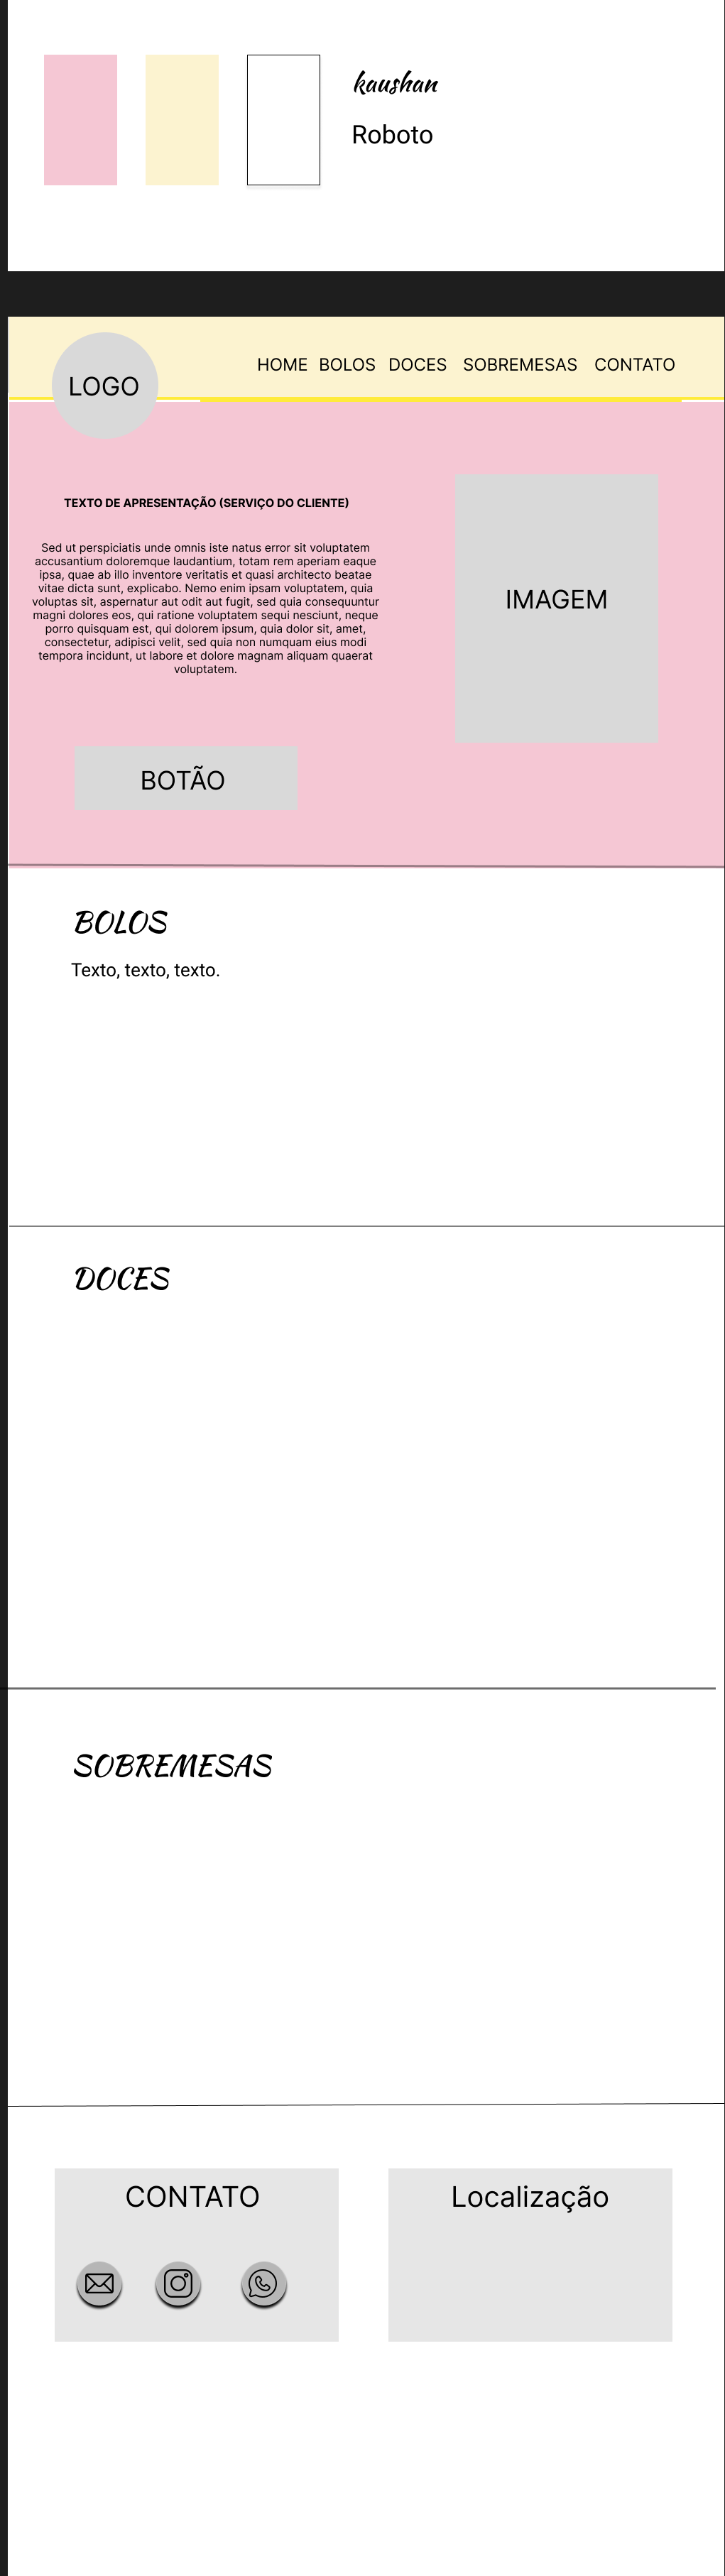 kaushan
Roboto
LOGO
HOME BOLOS DOCES SOBREMESAS CONTATO
TEXTO DE APRESENTAÇÃO (SERVIÇO DO CLIENTE)
Sed ut perspiciatis unde omnis iste natus error sit voluptatem
accusantium doloremque laudantium, totam rem aperiam eaque
ipsa, quae ab illo inventore veritatis et quasi architecto beatae
vitae dicta sunt, explicabo. Nemo enim ipsam voluptatem, quia
voluptas sit, aspernatur aut odit aut fugit, sed quia consequuntur
magni dolores eos, qui ratione voluptatem sequi nesciunt, neque
porro quisquam est, qui dolorem ipsum, quia dolor sit, amet,
consectetur, adipisci velit, sed quia non numquam eius modi
tempora incidunt, ut labore et dolore magnam aliquam quaerat
voluptatem.
IMAGEM
BOTÃO
BOLOS
Texto, texto, texto.
DOCES
SOBREMESAS
CONTATO
Localização